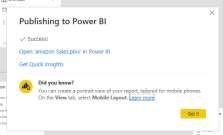 Publishing to Power BI
Success!
Open 'amazon Sales.pbix' in Power BI
Get Quick Insights
Did you know?
You can create a portrait view of your report, tailored for mobile phones.
On the View tab, select Mobile Layout. Learn more
Got it